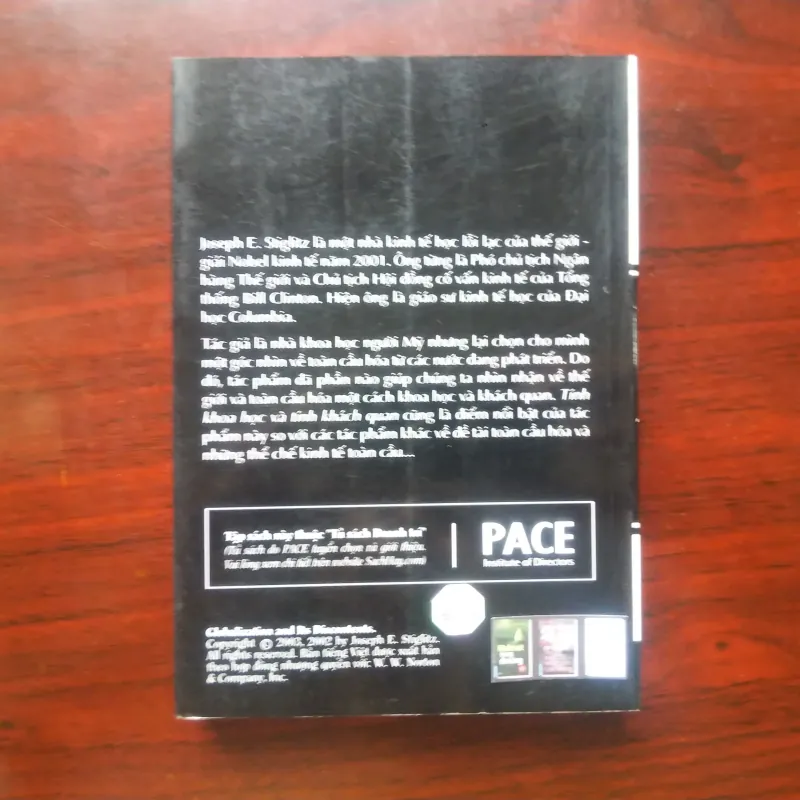 Joseph E. Stiglitz là một nhà kinh tế học lỗi lạc của thế giới -
giải Nobel kinh tế năm 2001. Ông từng là Phó chủ tịch Ngân
hàng Thế giới và Chủ tịch Hội đồng cố vấn kinh tế của Tổng
thống Bill Clinton. Hiện ông là giáo sư kinh tế học của Đại
học Columbia.
Tác giả là nhà khoa học người Mỹ nhưng lại chọn cho mình
một góc nhìn về toàn cầu hóa từ các nước đang phát triển. Do
đó, tác phẩm đã phần nào giúp chúng ta nhìn nhận về thế
giới và toàn cầu hóa một cách khoa học và khách quan. Tính
khoa học và tính khách quan cũng là điểm nổi bật của tác
phẩm này so với các tác phẩm khác về đề tài toàn cầu hóa và
những thể chế kinh tế toàn cầu...
Tập sách này thuộc "Tủ sách Doanh trí"
(Tủ sách do PACE tuyển chọn và giới thiệu.
Vui lòng xem chi tiết trên website SachHay.com)
PACE
Institute of Directors
Globalization and Its Discontents.
Copyright © 2003, 2002 by Joseph E. Stiglitz.
All rights reserved. Bản tiếng Việt được xuất bản
theo hợp đồng nhượng quyền với: W. W. Norton
& Company, Inc.